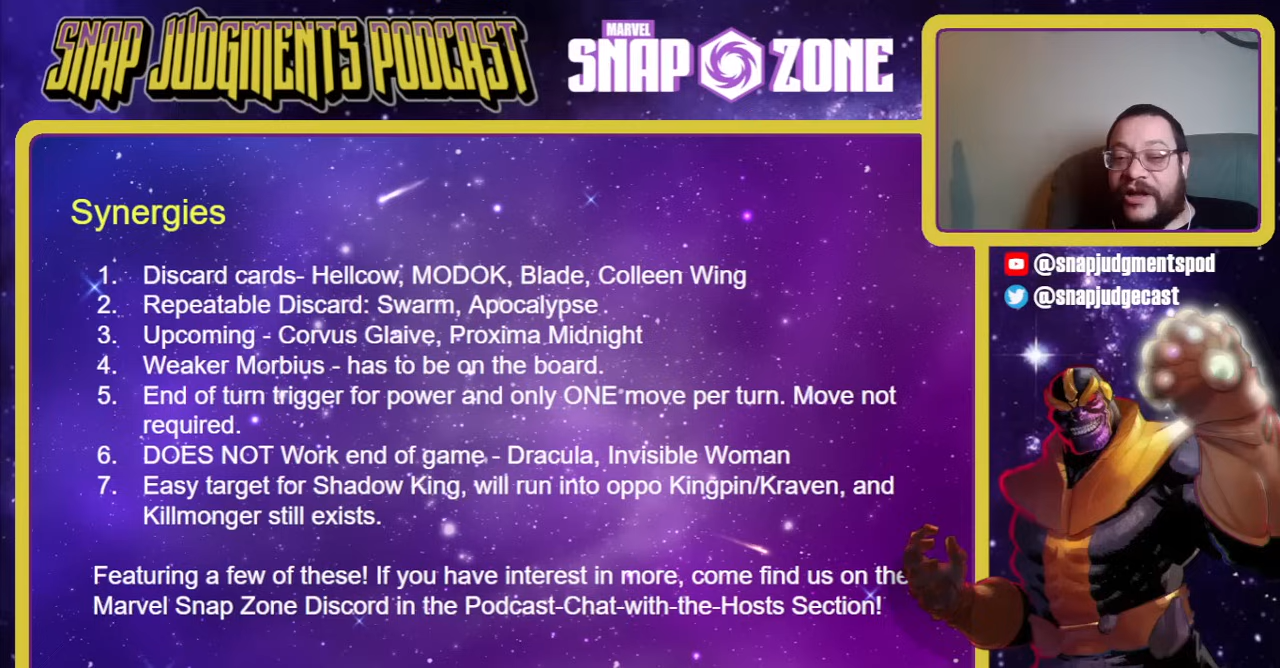 SNAP JUDGMENTS PODCAST
MARVEL
SNAP ZONE
Synergies
1. Discard cards- Hellcow, MODOK, Blade, Colleen Wing
2. Repeatable Discard: Swarm, Apocalypse
3. Upcoming - Corvus Glaive, Proxima Midnight
4. Weaker Morbius - has to be on the board.
5. End of turn trigger for power and only ONE move per turn. Move not
required.
6. DOES NOT Work end of game - Dracula, Invisible Woman
7. Easy target for Shadow King, will run into oppo Kingpin/Kraven, and
Killmonger still exists.
Featuring a few of these! If you have interest in more, come find us on the
Marvel Snap Zone Discord in the Podcast-Chat-with-the-Hosts Section!
@snapjudgmentspod
@snapjudgecast